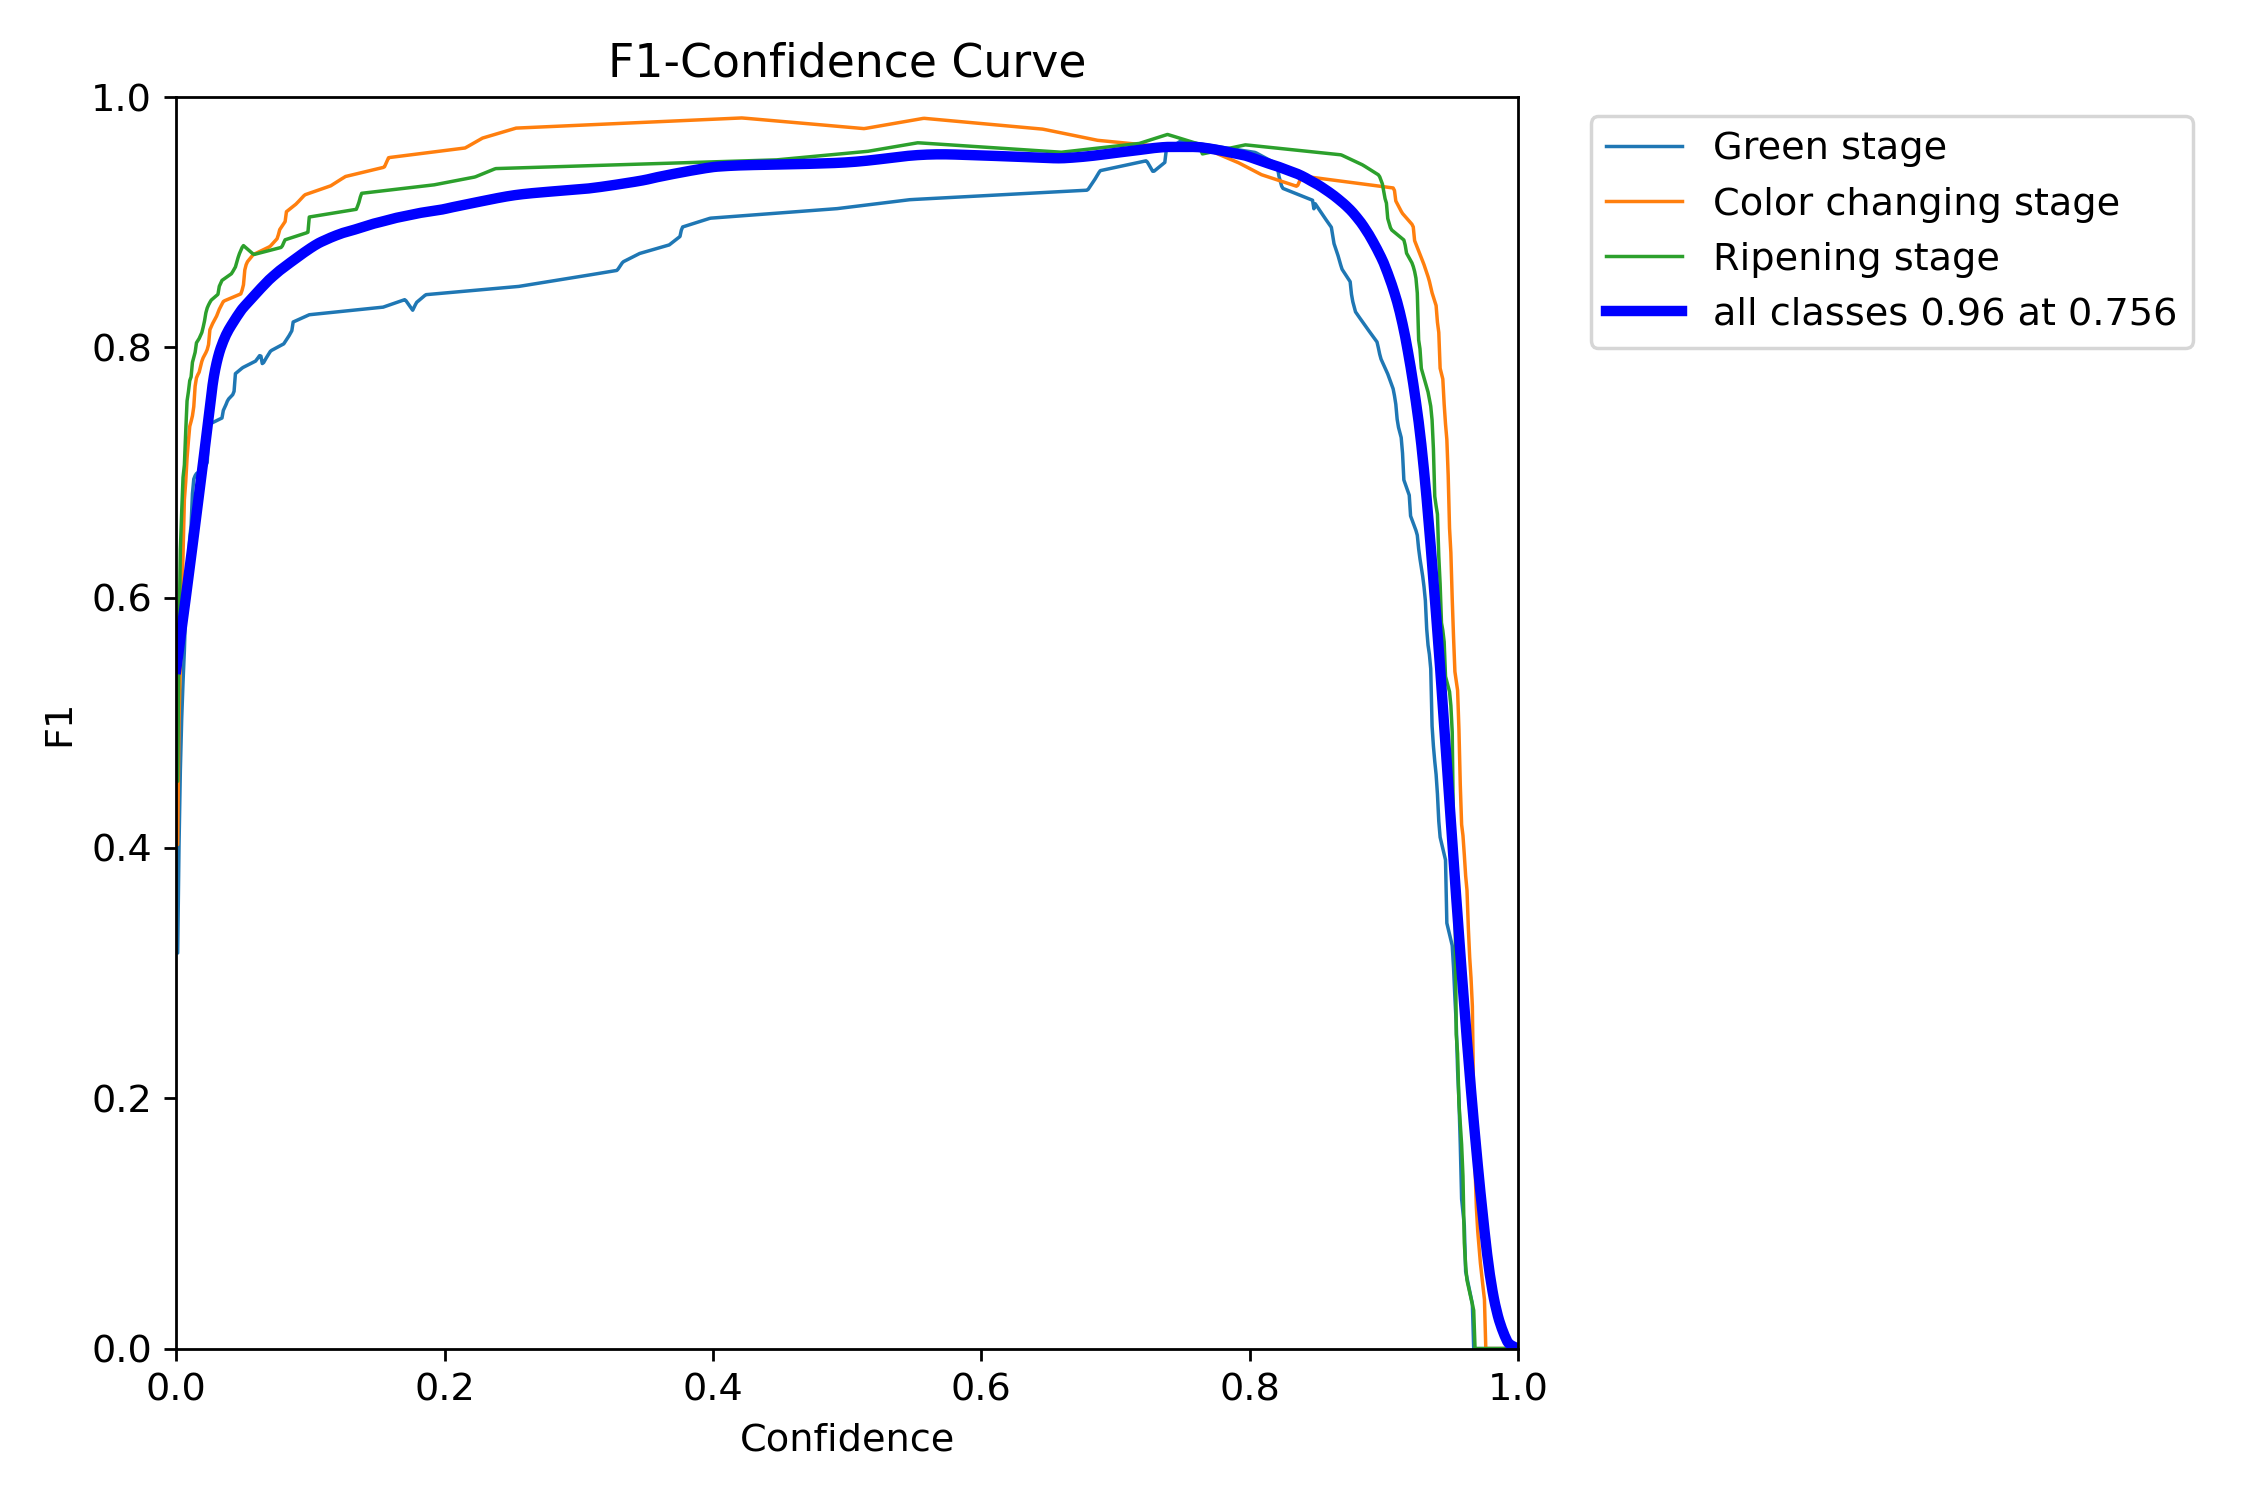 F1-Confidence Curve
1.0
0.8
0.6
0.4
0.2
0.0
F1
0.0 0.2 0.4 0.6 0.8 1.0
Confidence
Green stage
Color changing stage
Ripening stage
all classes 0.96 at 0.756